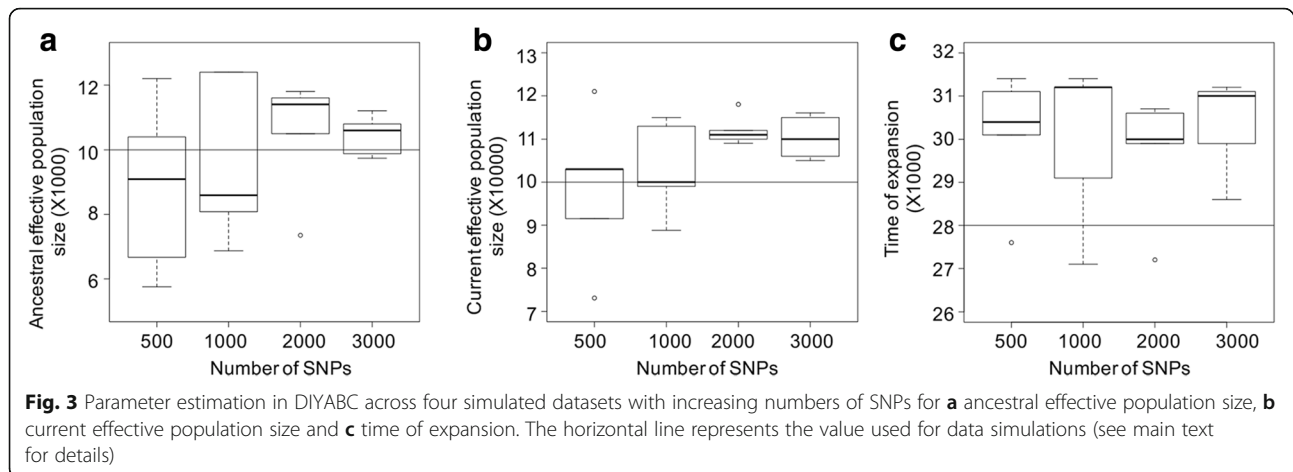 a
b
c
Ancestral effective population
size (X1000)
12
10
8
6
500 1000 2000 3000
Number of SNPs
Current effective population
size (X10000)
13
12
11
10
9
8
7
500 1000 2000 3000
Number of SNPs
Time of expansion
(X1000)
32
31
30
29
28
27
26
500 1000 2000 3000
Number of SNPs
Fig. 3 Parameter estimation in DIYABC across four simulated datasets with increasing numbers of SNPs for a ancestral effective population size, b
current effective population size and c time of expansion. The horizontal line represents the value used for data simulations (see main text
for details)